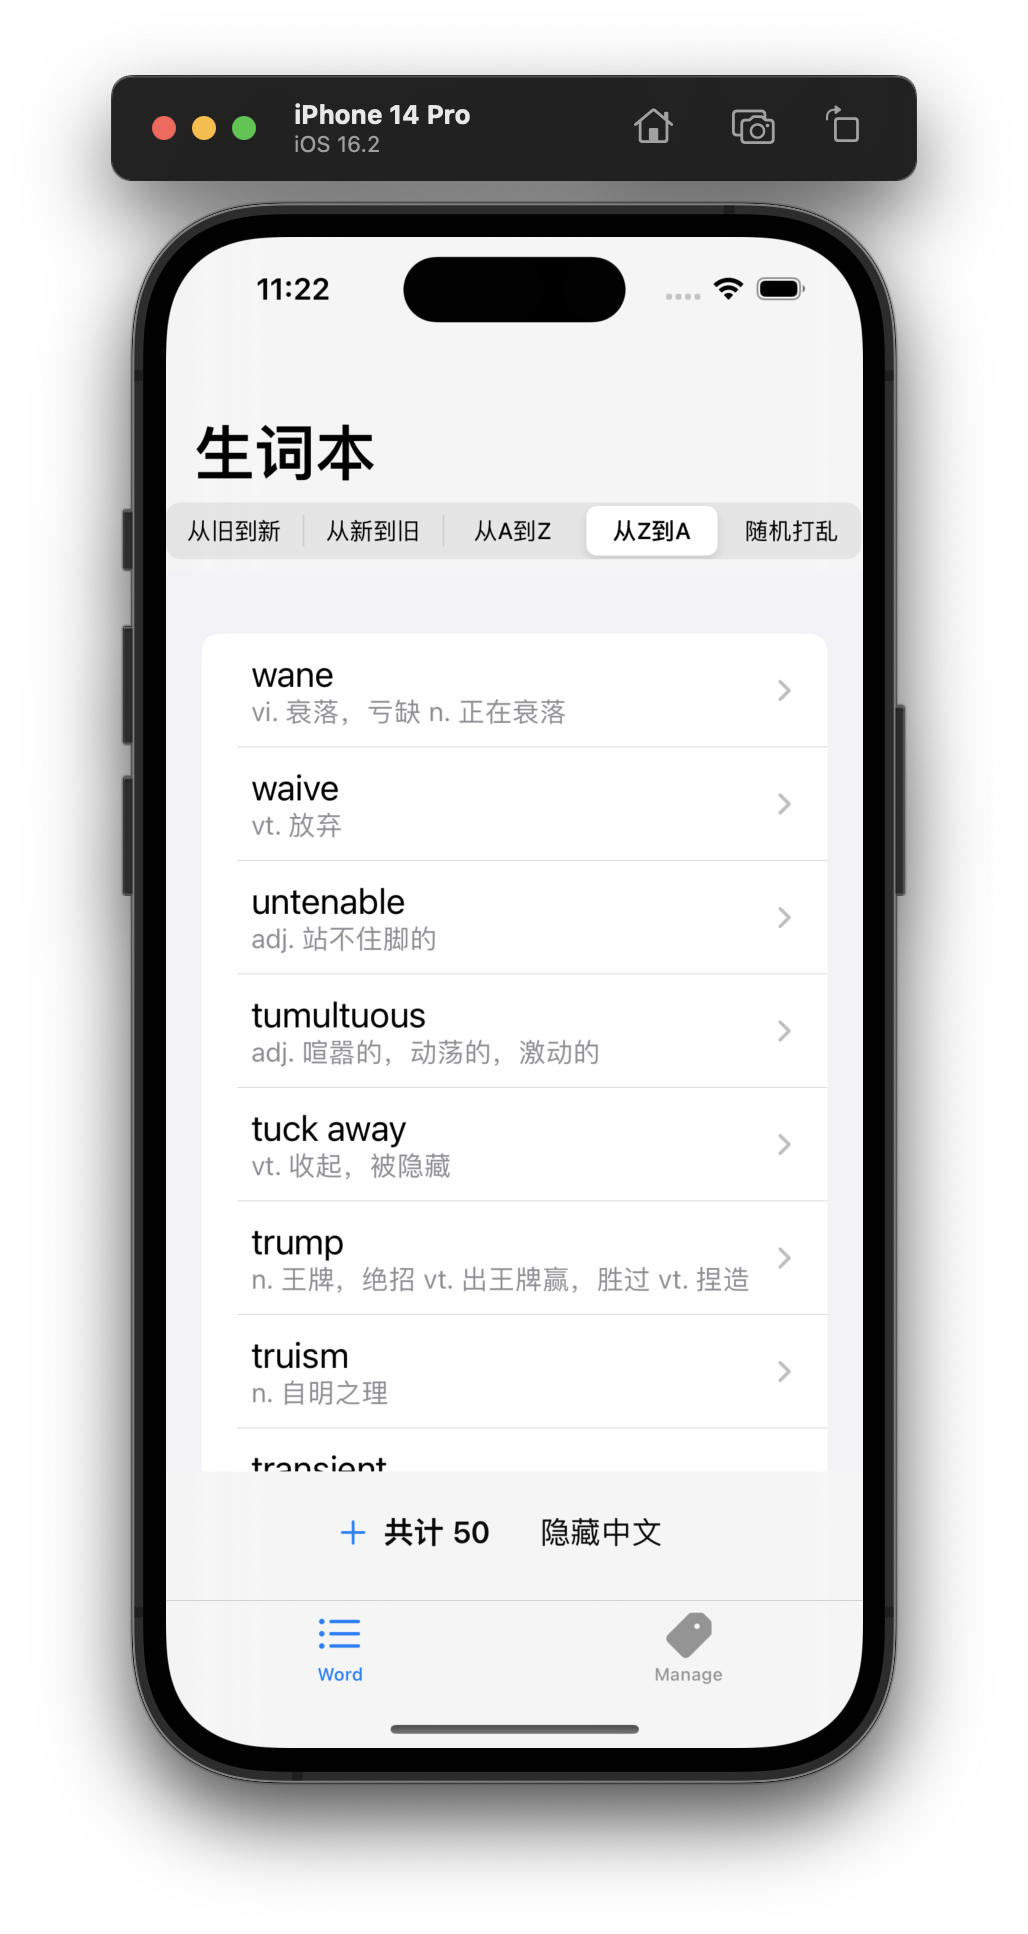 iPhone 14 Pro
iOS 16.2
11:22
生词本
从旧到新 从新到旧 从A到Z 从Z到A 随机打乱
wane
vi. 衰落，亏缺 n. 正在衰落
waive
vt. 放弃
untenable
adj. 站不住脚的
tumultuous
adj. 喧嚣的，动荡的，激动的
tuck away
vt. 收起，被隐藏
trump
n. 王牌，绝招 vt. 出王牌赢，胜过 vt. 捏造
truism
n. 自明之理
transient
+ 共计 50 隐藏中文
Word Manage